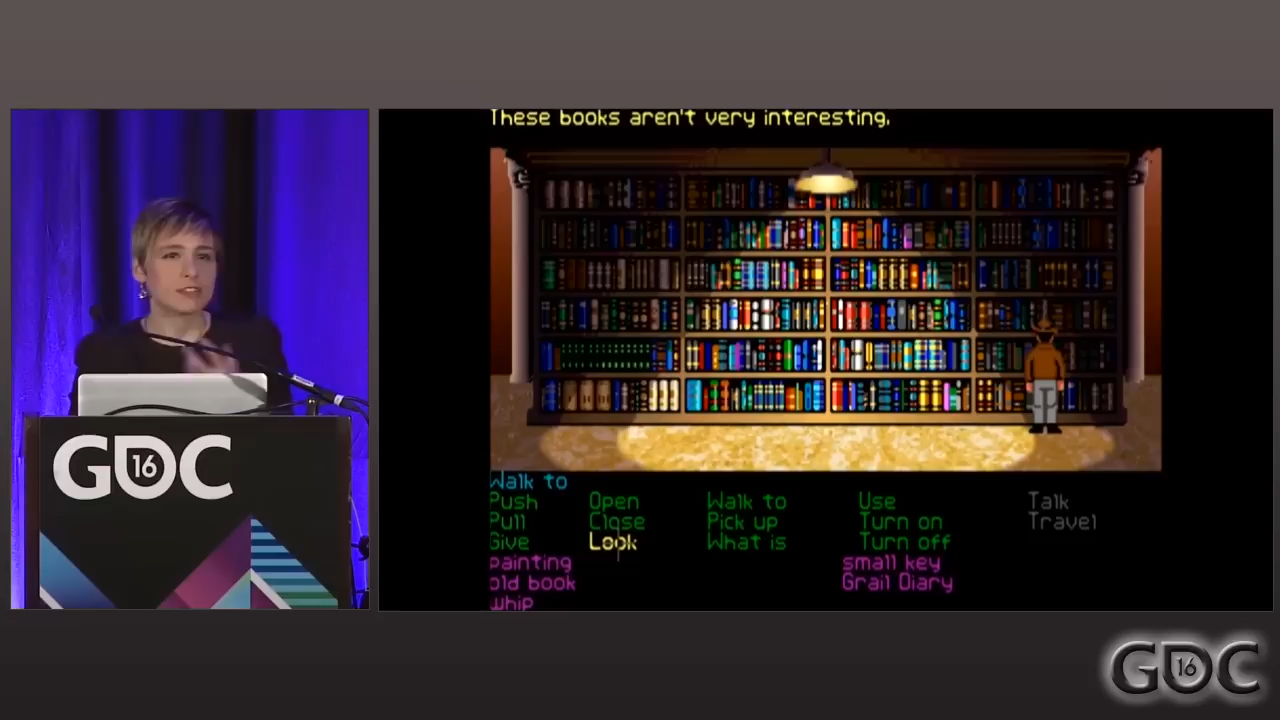 These books aren't very interesting.
Walk to
Push Open Walk to Use Talk
Pull Close Pick up Turn on Travel
Give Look What is Turn off
painting small key
old book Grail Diary
whip
GDC 16
GDC 16